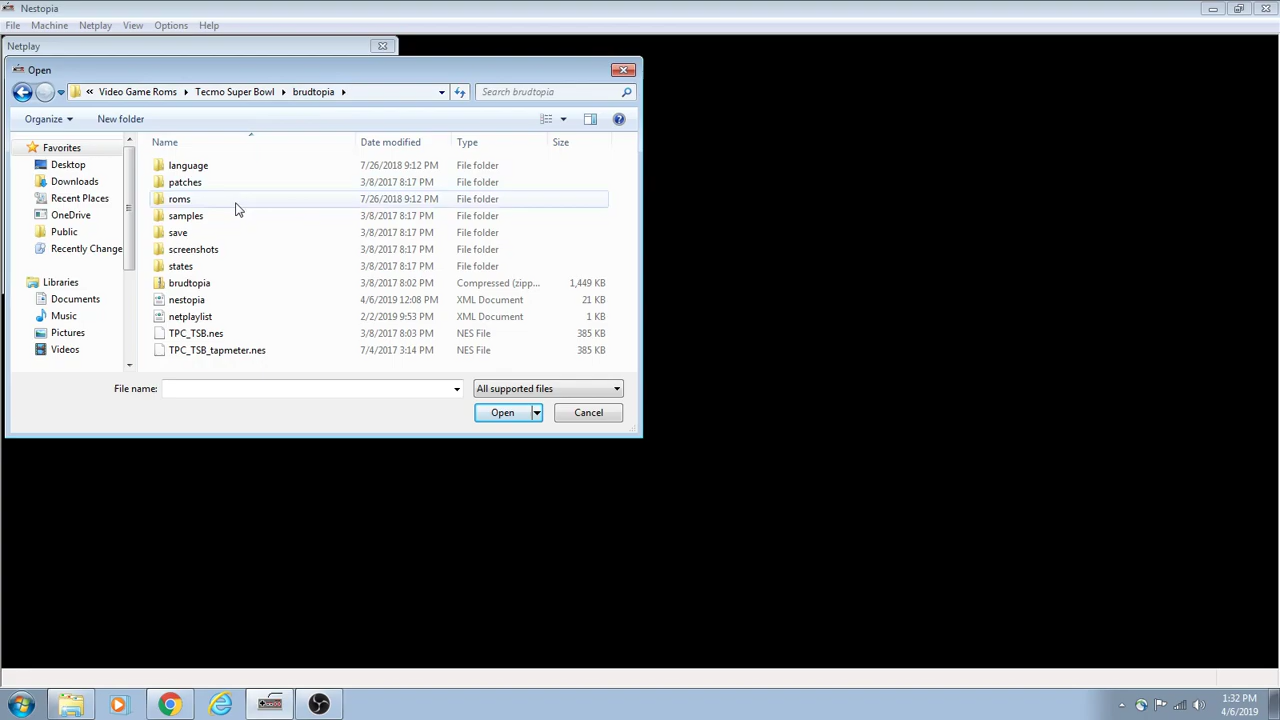 Nestopia
File Machine Netplay View Options Help
Netplay
Open
« Video Game Roms Tecmo Super Bowl brudtopia Search brudtopia
Organize New folder
Name Date modified Type Size
Favorites
Desktop
Downloads
Recent Places
OneDrive
Public
Recently Change
Libraries
Documents
Music
Pictures
Videos
language 7/26/2018 9:12 PM File folder
patches 3/8/2017 8:17 PM File folder
roms 7/26/2018 9:12 PM File folder
samples 3/8/2017 8:17 PM File folder
save 3/8/2017 8:17 PM File folder
screenshots 3/8/2017 8:17 PM File folder
states 3/8/2017 8:17 PM File folder
brudtopia 3/8/2017 8:02 PM Compressed (zipp... 1,449 KB
nestopia 4/6/2019 12:08 PM XML Document 21 KB
netplaylist 2/2/2019 9:53 PM XML Document 1 KB
TPC_TSB.nes 3/8/2017 8:03 PM NES File 385 KB
TPC_TSB_tapmeter.nes 7/4/2017 3:14 PM NES File 385 KB
File name: All supported files
Open Cancel
1:32 PM
4/6/2019